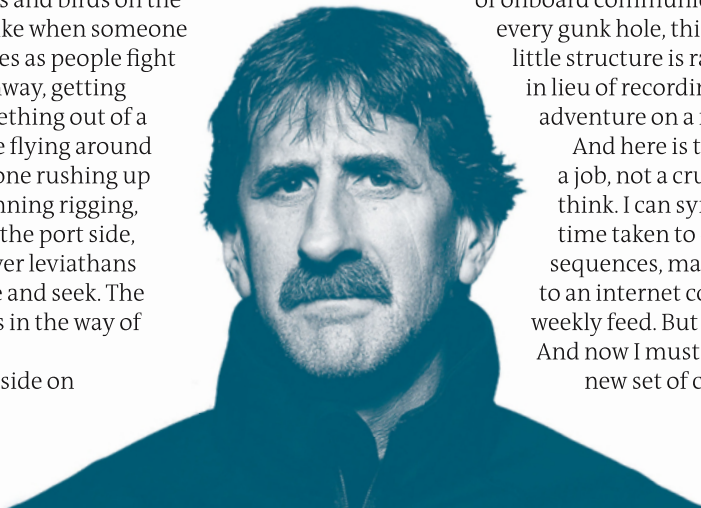 s and birds on the
ke when someone
es as people fight
way, getting
ething out of a
e flying around
one rushing up
nning rigging,
the port side,
ver leviathans
e and seek. The
s in the way of
side on
of onboard communic
every gunk hole, thi
little structure is ra
in lieu of recordin
adventure on a
And here is t
a job, not a cru
think. I can sy
time taken to
sequences, ma
to an internet co
weekly feed. But
And now I must
new set of c